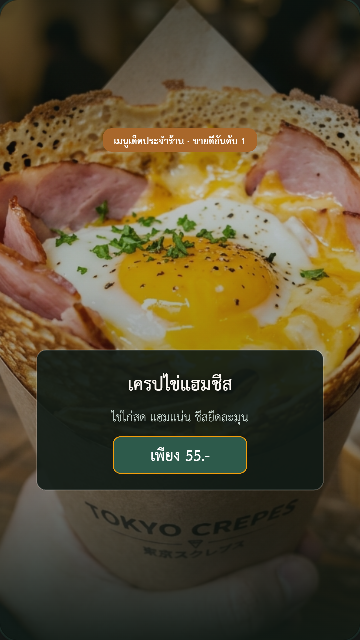 เมนูเด็ดประจำร้าน - ขายดีอันดับ 1
เครปไข่แฮมชีส
ไข่ไก่สด แฮมแน่น ชีสยืดละมุน
เพียง 55.-
TOKYO CREPES
東京スクレプス